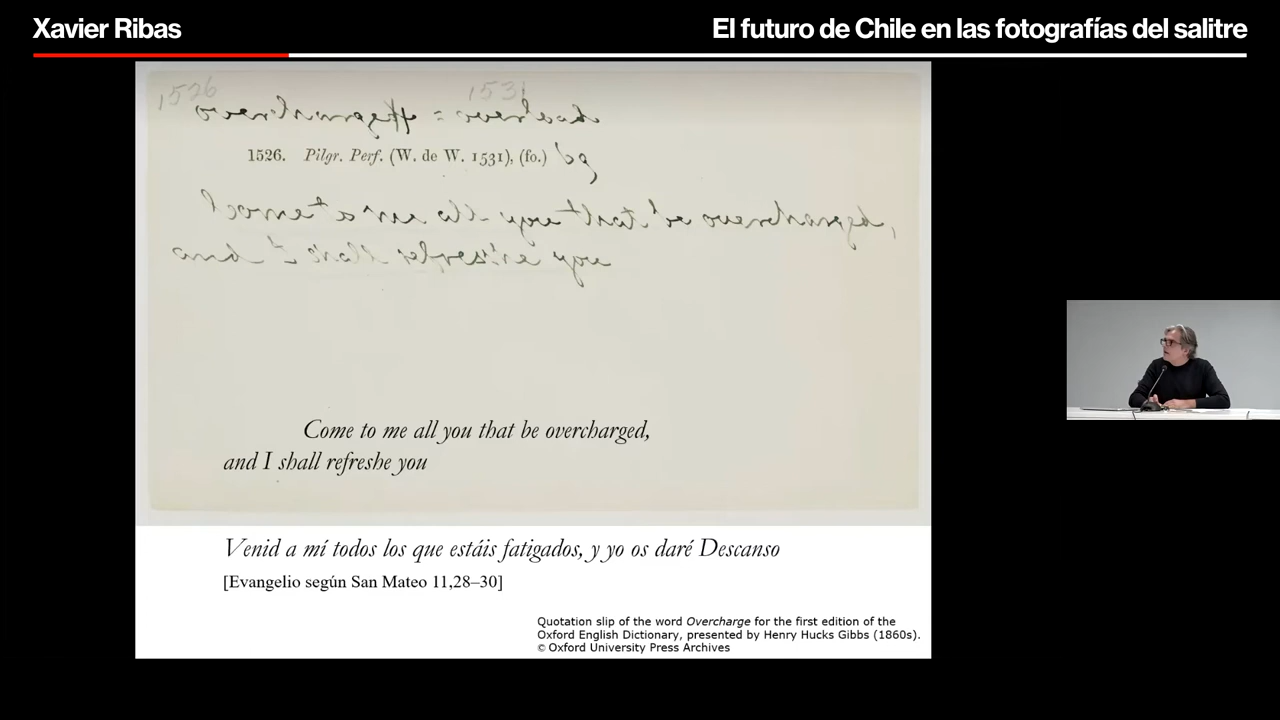 Xavier Ribas
El futuro de Chile en las fotografías del salitre
1526 1531
1526. Pilgr. Perf. (W. de W. 1531), (fo.)
Come to me all you that be overcharged,
and I shall refreshe you
Venid a mí todos los que estáis fatigados, y yo os daré Descanso
[Evangelio según San Mateo 11,28–30]
Quotation slip of the word Overcharge for the first edition of the
Oxford English Dictionary, presented by Henry Hucks Gibbs (1860s).
© Oxford University Press Archives